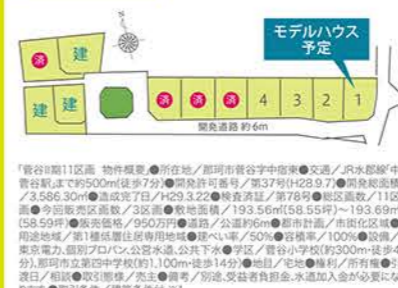 N
モデルハウス
予定
済 建
建 建
済 済 済 4 3 2 1
開発道路 約6m
「菅谷Ⅱ期11区画 物件概要」●所在地/那珂市菅谷字中宿東●交通/JR水郡線「中
菅谷駅」まで約500m(徒歩7分)●開発許可番号/第37号(H28.9.7)●開発総面積
/3,586.30㎡●造成完了日/H29.3.22●検査済証/第78号●総区画数/11区
画●今回販売区画数/3区画●敷地面積/193.56㎡(58.55坪)〜193.69㎡
(58.59坪)●販売価格/950万円●道路/公道約6m●都市計画/市街化区域●
用途地域/第1種低層住居専用地域●建ぺい率/50%●容積率/100%●設備/
東京電力、個別プロパン、公営水道、公共下水●学区/菅谷小学校(約300m・徒歩4
分)、那珂市立第四中学校(約1,100m・徒歩14分)●地目/宅地●権利/所有権●引
渡日/相談●取引態様/売主●備考/別途、受益者負担金、水道加入金が必要にな